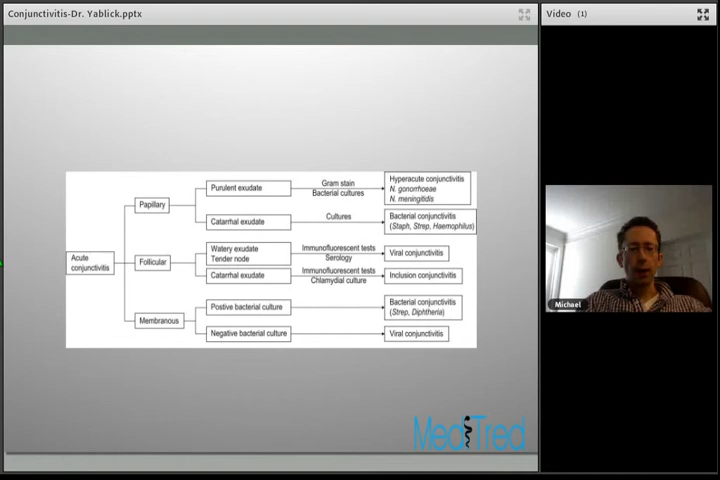 Conjunctivitis-Dr. Yablick.pptx
Video (1)
Acute
conjunctivitis
Papillary
Purulent exudate
Gram stain
Bacterial cultures
Hyperacute conjunctivitis
N. gonorrhoeae
N. meningitidis
Catarrhal exudate
Cultures
Bacterial conjunctivitis
(Staph, Strep, Haemophilus)
Follicular
Watery exudate
Tender node
Immunofluorescent tests
Serology
Viral conjunctivitis
Catarrhal exudate
Immunofluorescent tests
Chlamydial culture
Inclusion conjunctivitis
Membranous
Postive bacterial culture
Bacterial conjunctivitis
(Strep, Diphtheria)
Negative bacterial culture
Viral conjunctivitis
Michael
MediTred